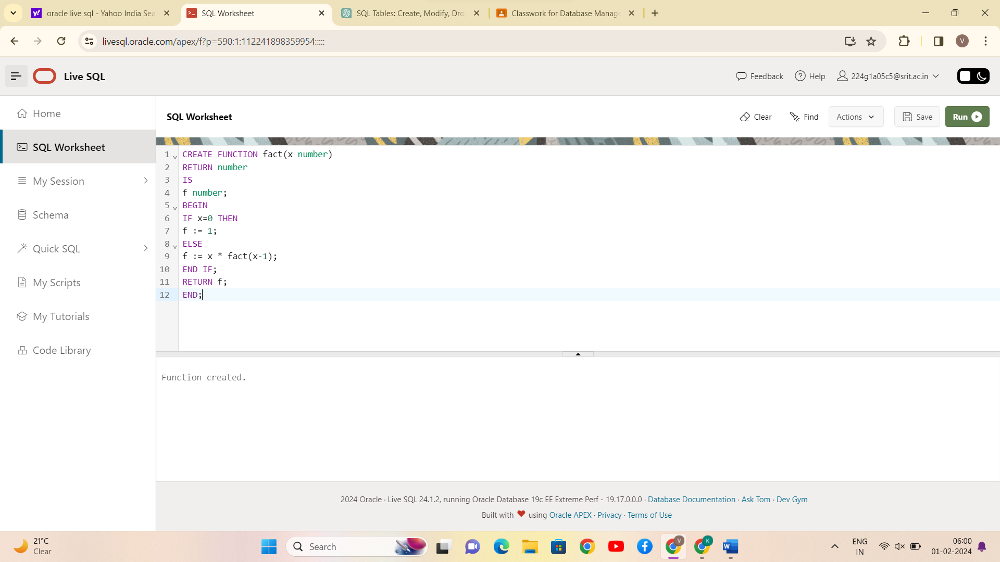 oracle live sql - Yahoo India Sea
SQL Worksheet
SQL Tables: Create, Modify, Dro
Classwork for Database Manage
livesql.oracle.com/apex/f?p=590:1:112241898359954:::::
V
Live SQL
Feedback
Help
224g1a05c5@srit.ac.in
Home
SQL Worksheet
My Session
Schema
Quick SQL
My Scripts
My Tutorials
Code Library
SQL Worksheet
Clear
Find
Actions
Save
Run
1 CREATE FUNCTION fact(x number)
2 RETURN number
3 IS
4 f number;
5 BEGIN
6 IF x=0 THEN
7 f := 1;
8 ELSE
9 f := x * fact(x-1);
10 END IF;
11 RETURN f;
12 END;
Function created.
2024 Oracle · Live SQL 24.1.2, running Oracle Database 19c EE Extreme Perf - 19.17.0.0.0 · Database Documentation · Ask Tom · Dev Gym
Built with ❤ using Oracle APEX · Privacy · Terms of Use
21°C
Clear
Search
V
K
W
ENG
IN
06:00
01-02-2024